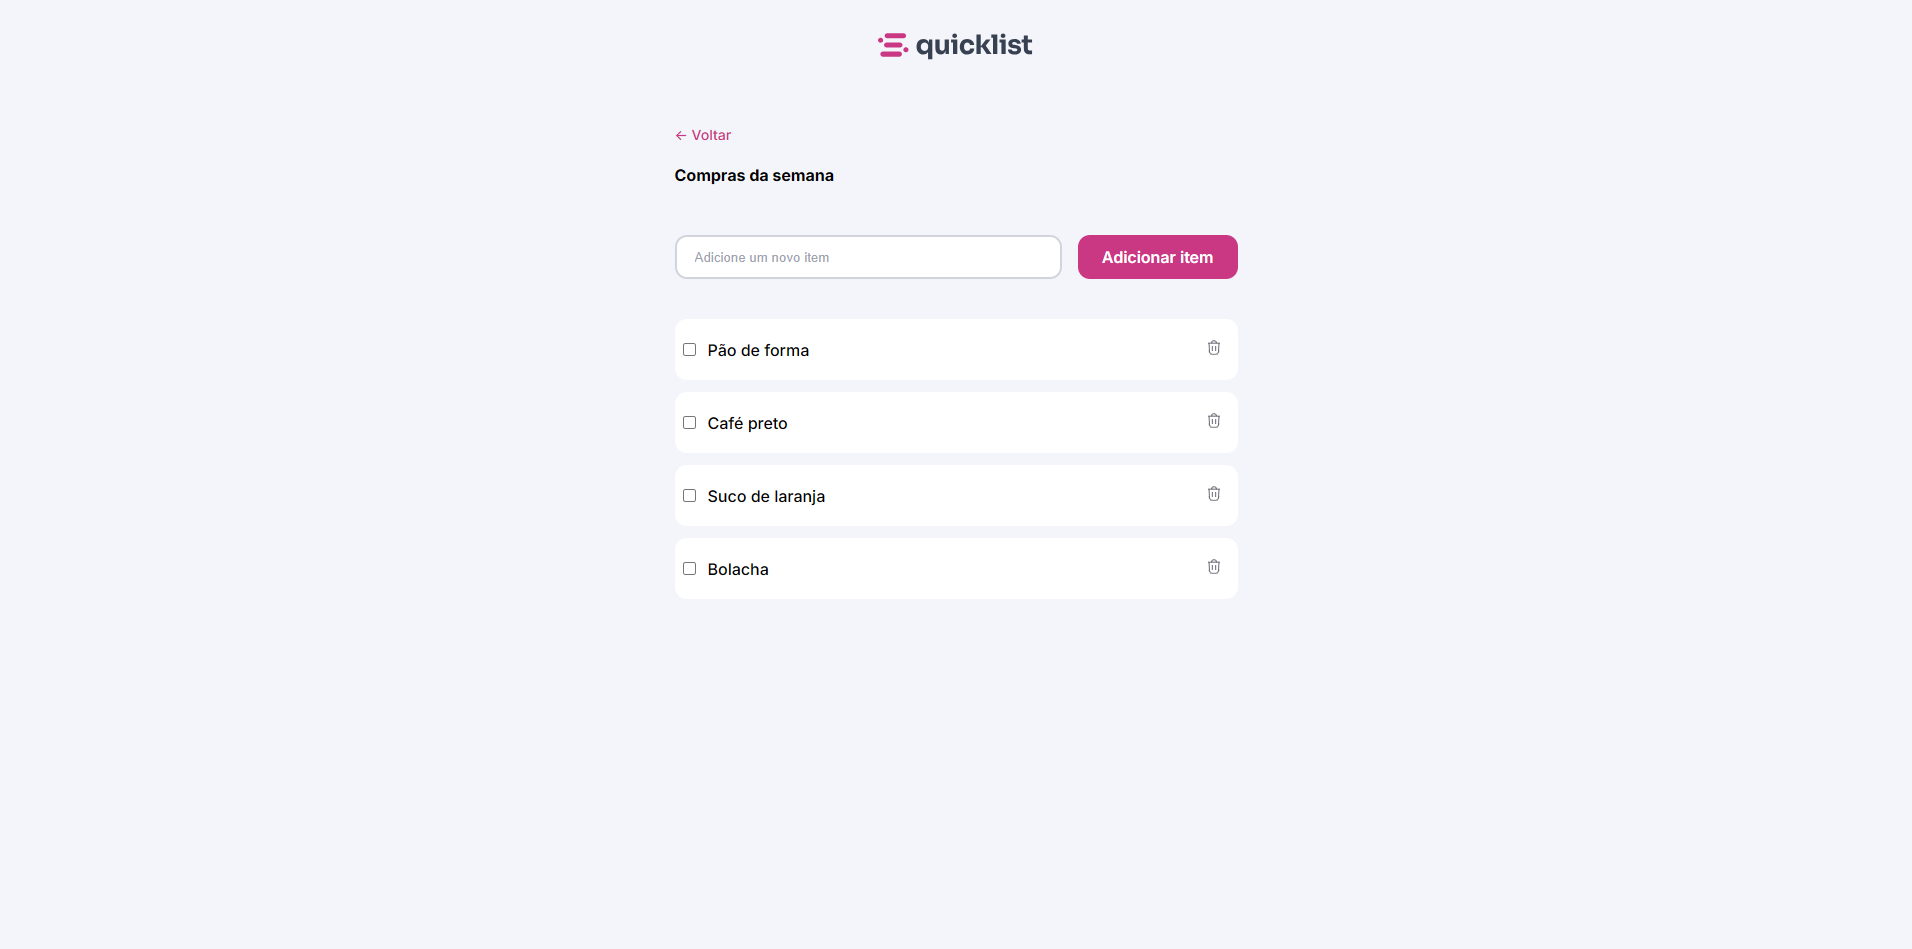 quicklist
← Voltar
Compras da semana
Adicione um novo item
Adicionar item
Pão de forma
Café preto
Suco de laranja
Bolacha